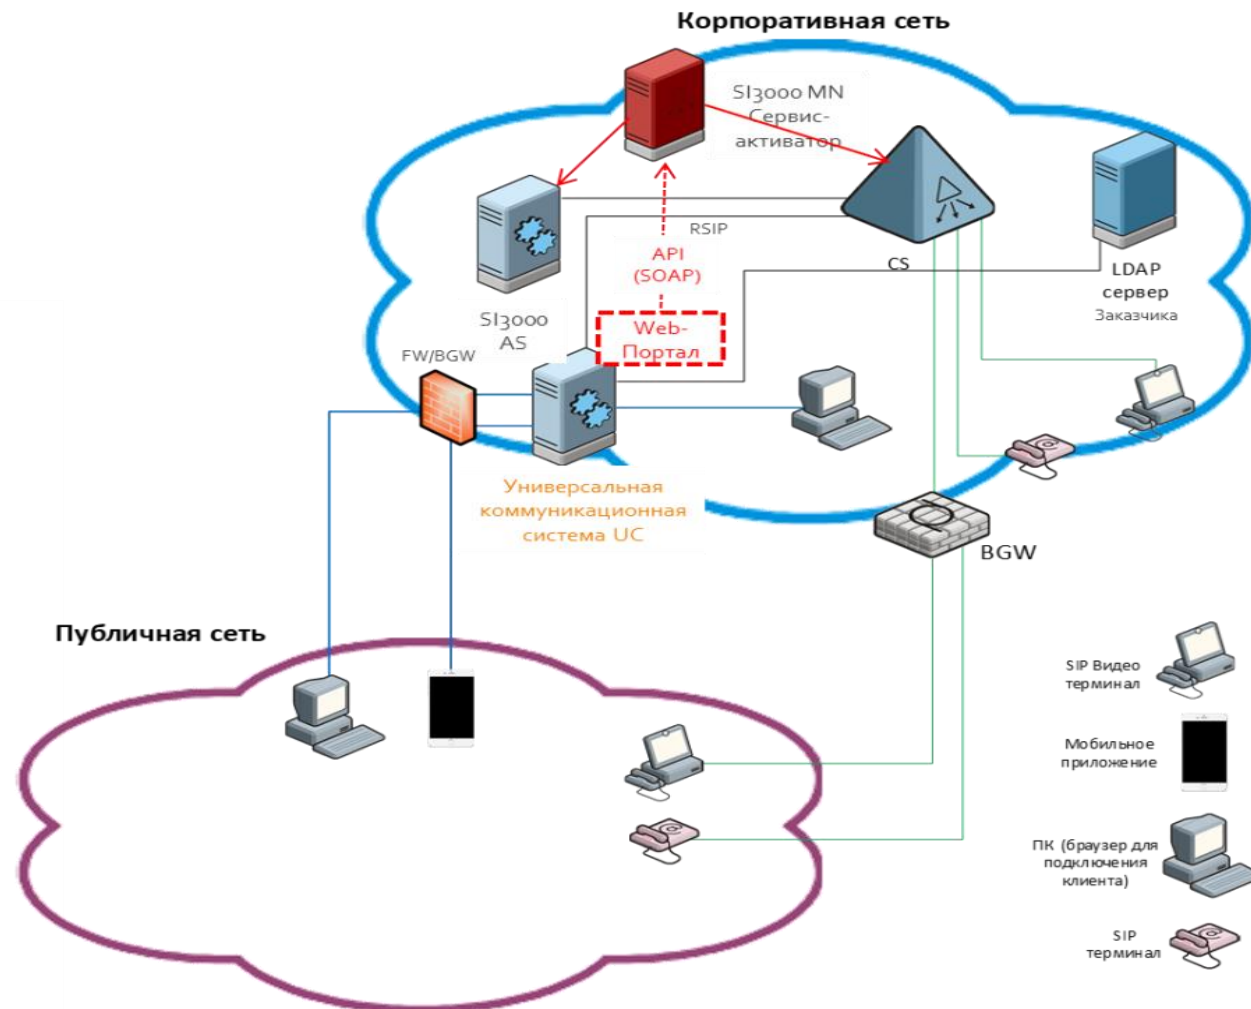 Корпоративная сеть
SI3000 MN
Сервис-
активатор
RSIP
API
(SOAP)
CS
LDAP
сервер
Заказчика
SI3000
AS
Web-
Портал
FW/BGW
Универсальная
коммуникационная
система UC
BGW
Публичная сеть
SIP Видео
терминал
Мобильное
приложение
ПК (браузер для
подключения
клиента)
SIP
терминал